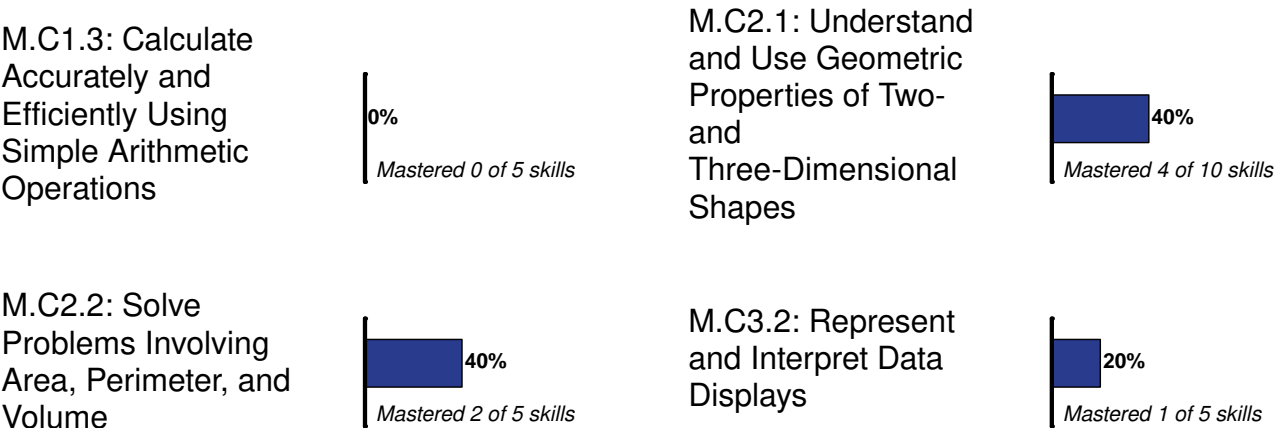 M.C1.3: Calculate
Accurately and
Efficiently Using
Simple Arithmetic
Operations
0%
Mastered 0 of 5 skills
M.C2.1: Understand
and Use Geometric
Properties of Two-
and
Three-Dimensional
Shapes
40%
Mastered 4 of 10 skills
M.C2.2: Solve
Problems Involving
Area, Perimeter, and
Volume
40%
Mastered 2 of 5 skills
M.C3.2: Represent
and Interpret Data
Displays
20%
Mastered 1 of 5 skills